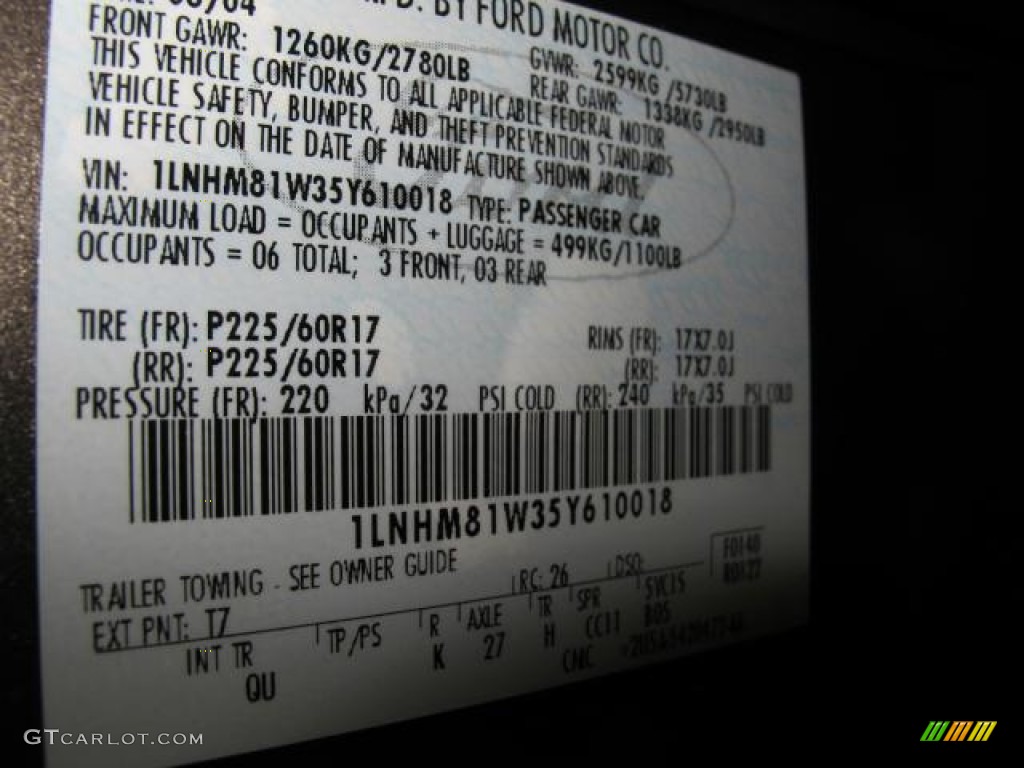 BY FORD MOTOR CO.
FRONT GAWR: 1260KG/2780LB
GVWR: 2599KG /5730LB
REAR GAWR: 1338KG /2950LB
THIS VEHICLE CONFORMS TO ALL APPLICABLE FEDERAL MOTOR
VEHICLE SAFETY, BUMPER, AND THEFT PREVENTION STANDARDS
IN EFFECT ON THE DATE OF MANUFACTURE SHOWN ABOVE.
VIN: 1LNHM81W35Y610018 TYPE: PASSENGER CAR
MAXIMUM LOAD = OCCUPANTS + LUGGAGE = 499KG/1100LB
OCCUPANTS = 06 TOTAL; 3 FRONT, 03 REAR
TIRE (FR): P225/60R17 RIMS (FR): 17X7.0J
(RR): P225/60R17 (RR): 17X7.0J
PRESSURE (FR): 220 kPa/32 PSI COLD (RR): 240 kPa/35 PSI COLD
1LNHM81W35Y610018
TRAILER TOWING - SEE OWNER GUIDE
EXT PNT: T7 RC: 26 DSO:
INT TR TP/PS R AXLE TR SPR
QU K 27 H CC11
GTCARLOT.COM